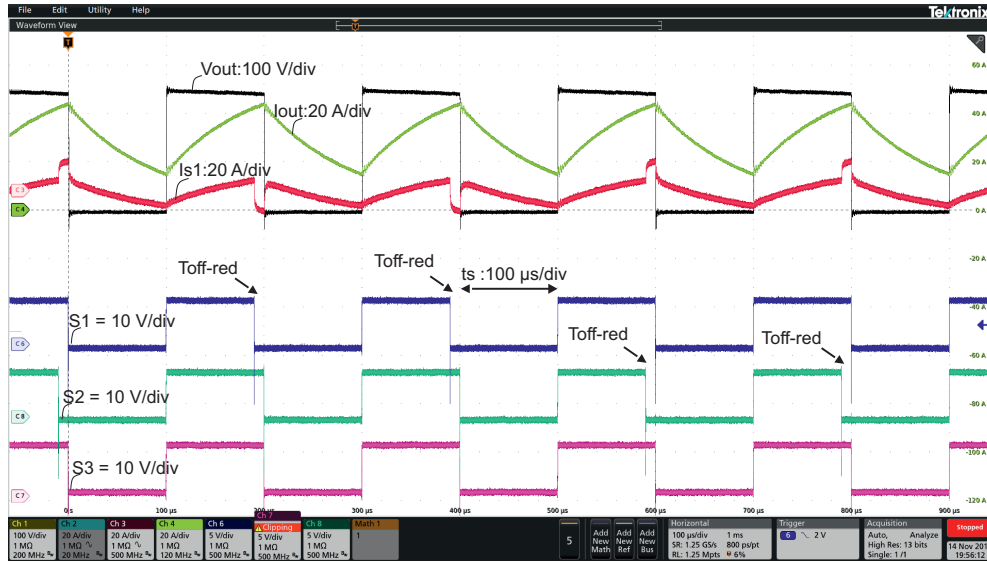 File Edit Utility Help
Tektronix
Waveform View
T
T
60 A
Vout:100 V/div
40 A
Iout:20 A/div
20 A
Is1:20 A/div
C 3
C 4
0 A
-20 A
Toff-red
Toff-red
ts :100 µs/div
-40 A
S1 = 10 V/div
Toff-red
Toff-red
C 6
-60 A
S2 = 10 V/div
-80 A
C 8
-100 A
S3 = 10 V/div
C 7
-120 A
0 s 100 µs 200 µs 300 µs 400 µs 500 µs 600 µs 700 µs 800 µs 900 µs
Ch 1 Ch 2 Ch 3 Ch 4 Ch 6 Ch 7 Ch 8 Math 1
100 V/div 20 A/div 20 A/div 20 A/div 5 V/div Clipping 5 V/div 1
1 MΩ 1 MΩ 1 MΩ 1 MΩ 1 MΩ 5 V/div 1 MΩ
200 MHz 20 MHz 500 MHz 200 MHz 500 MHz 1 MΩ 500 MHz
500 MHz
5
Add New Math
Add New Ref
Add New Bus
Horizontal
100 µs/div 1 ms
SR: 1.25 GS/s 800 ps/pt
RL: 1.25 Mpts 6%
Trigger
6 2 V
Acquisition
Auto, Analyze
High Res: 13 bits
Single: 1 /1
Stopped
14 Nov 201
19:56:12